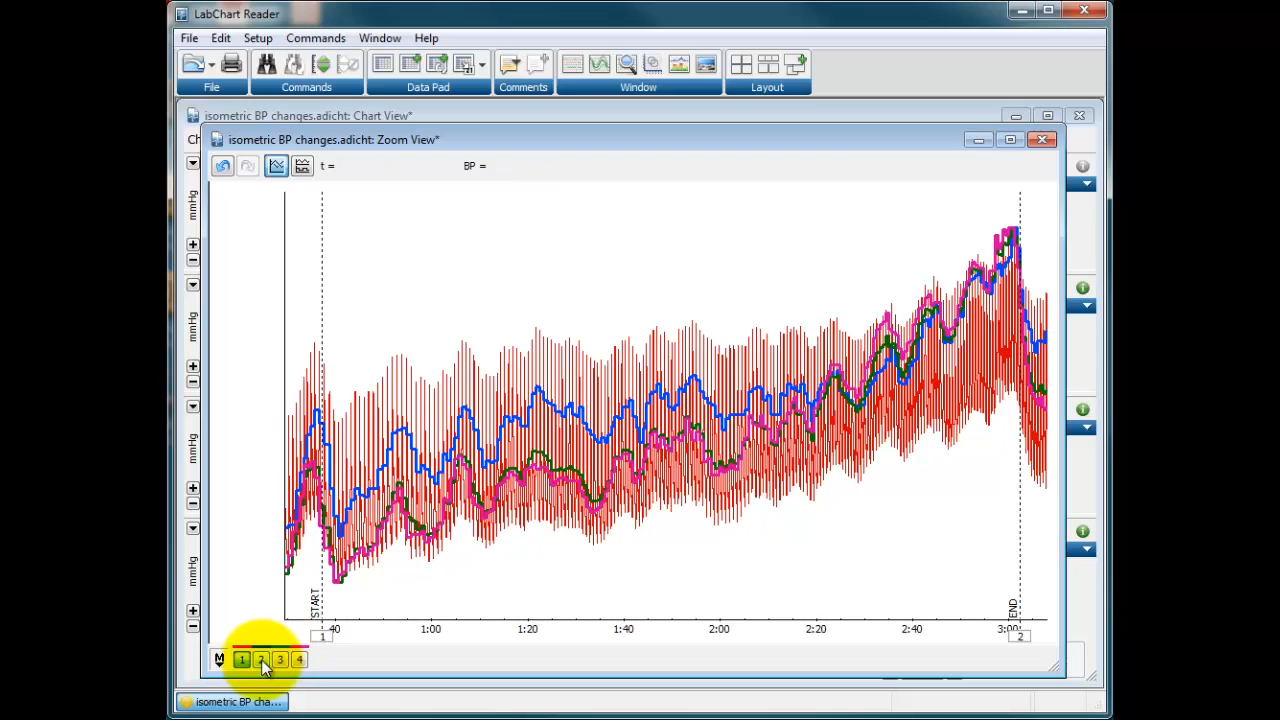 LabChart Reader
File Edit Setup Commands Window Help
File Commands Data Pad Comments Window Layout
isometric BP changes.adicht: Chart View*
isometric BP changes.adicht: Zoom View*
t = BP =
mmHg
mmHg
mmHg
mmHg
START
END
40 1:00 1:20 1:40 2:00 2:20 2:40 3:00
1 2
M 1 2 3 4
isometric BP cha...